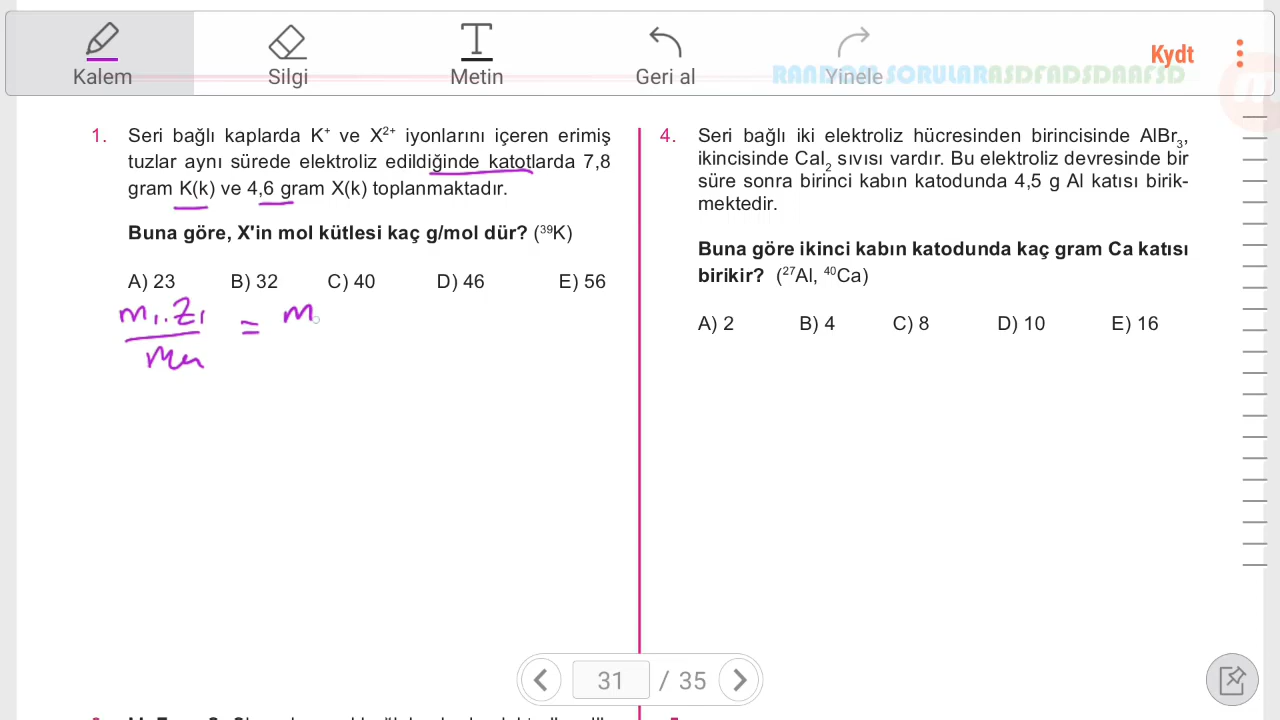 Kalem
Silgi
Metin
Geri al
Yinele
Kydt
RANDOM SORULARASDFADSDAAFSD
1. Seri bağlı kaplarda K⁺ ve X²⁺ iyonlarını içeren erimiş
tuzlar aynı sürede elektroliz edildiğinde katotlarda 7,8
gram K(k) ve 4,6 gram X(k) toplanmaktadır.
Buna göre, X'in mol kütlesi kaç g/mol dür? (³⁹K)
A) 23 B) 32 C) 40 D) 46 E) 56
m₁.Z₁ = m
4. Seri bağlı iki elektroliz hücresinden birincisinde AlBr₃,
ikincisinde CaI₂ sıvısı vardır. Bu elektroliz devresinde bir
süre sonra birinci kabın katodunda 4,5 g Al katısı birik-
mektedir.
Buna göre ikinci kabın katodunda kaç gram Ca katısı
birikir? (²⁷Al, ⁴⁰Ca)
A) 2 B) 4 C) 8 D) 10 E) 16
31 / 35